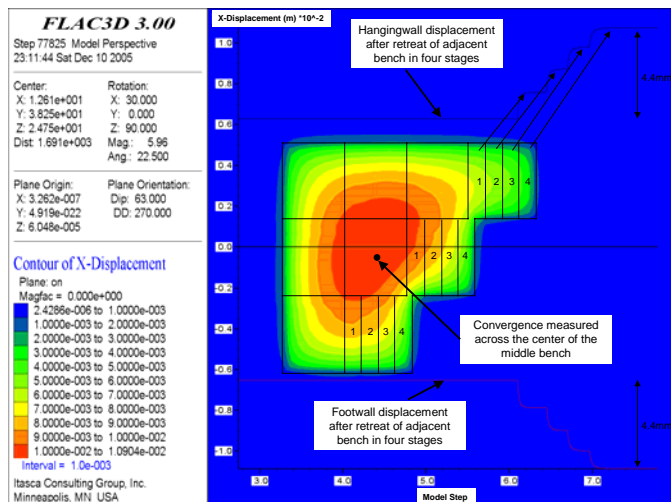 FLAC3D 3.00
Step 77825 Model Perspective
23:11:44 Sat Dec 10 2005
Center:
X: 1.261e+001
Y: 3.825e+001
Z: 2.475e+001
Dist: 1.691e+003
Rotation:
X: 30.000
Y: 0.000
Z: 90.000
Mag.: 5.96
Ang.: 22.500
Plane Origin:
X: 3.262e-007
Y: 4.919e-022
Z: 6.048e-005
Plane Orientation:
Dip: 63.000
DD: 270.000
Contour of X-Displacement
Plane: on
Magfac = 0.000e+000
2.4286e-006 to 1.0000e-003
1.0000e-003 to 2.0000e-003
2.0000e-003 to 3.0000e-003
3.0000e-003 to 4.0000e-003
4.0000e-003 to 5.0000e-003
5.0000e-003 to 6.0000e-003
6.0000e-003 to 7.0000e-003
7.0000e-003 to 8.0000e-003
8.0000e-003 to 9.0000e-003
9.0000e-003 to 1.0000e-002
1.0000e-002 to 1.0904e-002
Interval = 1.0e-003
Itasca Consulting Group, Inc.
Minneapolis, MN USA
X-Displacement (m) *10^-2
1.0
0.8
0.6
0.4
0.2
0.0
-0.2
-0.4
-0.6
-0.8
-1.0
Hangingwall displacement
after retreat of adjacent
bench in four stages
4.4mm
1 2 3 4
1 2 3 4
1 2 3 4
Convergence measured
across the center of the
middle bench
Footwall displacement
after retreat of adjacent
bench in four stages
4.4mm
3.0 4.0 5.0 6.0 7.0
Model Step